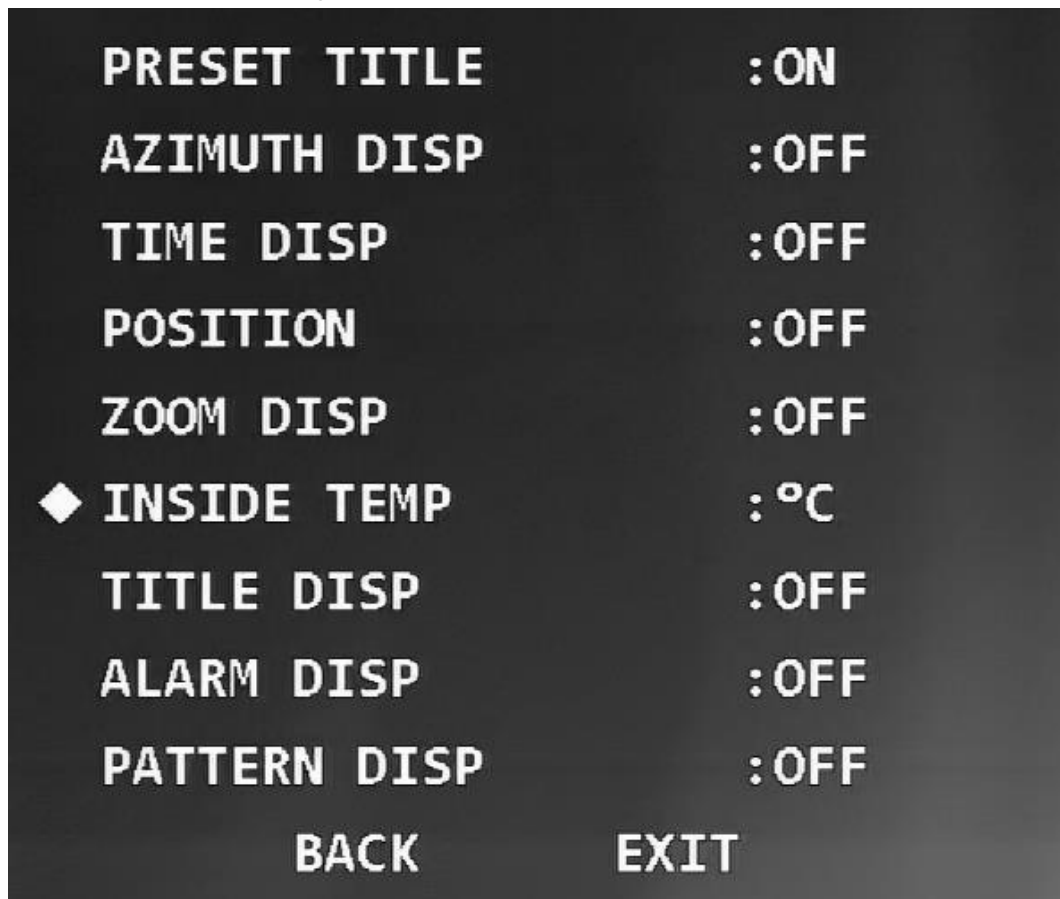 PRESET TITLE :ON
AZIMUTH DISP :OFF
TIME DISP :OFF
POSITION :OFF
ZOOM DISP :OFF
◆ INSIDE TEMP :ºC
TITLE DISP :OFF
ALARM DISP :OFF
PATTERN DISP :OFF
BACK EXIT